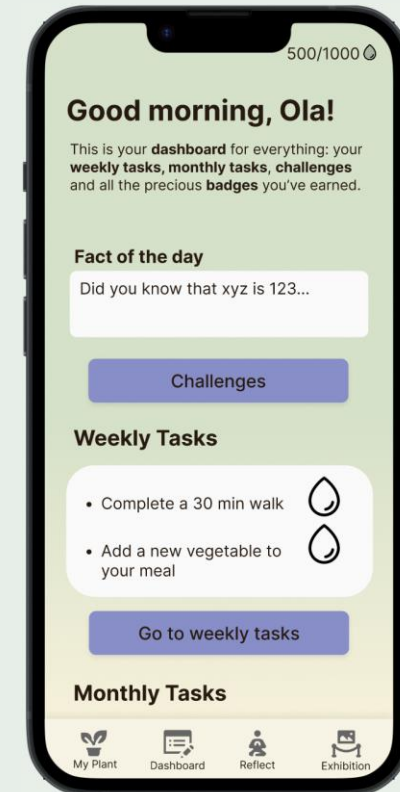 500/1000
Good morning, Ola!
This is your dashboard for everything: your
weekly tasks, monthly tasks, challenges
and all the precious badges you’ve earned.
Fact of the day
Did you know that xyz is 123...
Challenges
Weekly Tasks
• Complete a 30 min walk
• Add a new vegetable to
your meal
Go to weekly tasks
Monthly Tasks
My Plant Dashboard Reflect Exhibition